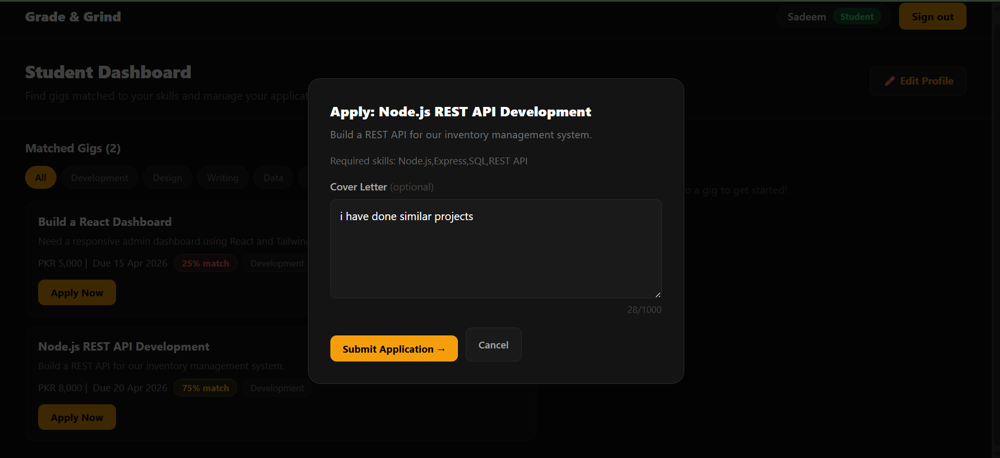 Grade & Grind
Sadeem Student Sign out
Student Dashboard
Find gigs matched to your skills and manage your
Edit Profile
Matched Gigs (2)
All Development Design Writing Data
o a gig to get started!
Build a React Dashboard
Need a responsive admin dashboard using React and
PKR 5,000 | Due 15 Apr 2026 25% match Development
Apply Now
Node.js REST API Development
Build a REST API for our inventory management system.
PKR 8,000 | Due 20 Apr 2026 75% match Development
Apply Now
Apply: Node.js REST API Development
Build a REST API for our inventory management system.
Required skills: Node.js,Express,SQL,REST API
Cover Letter (optional)
i have done similar projects
28/1000
Submit Application →
Cancel